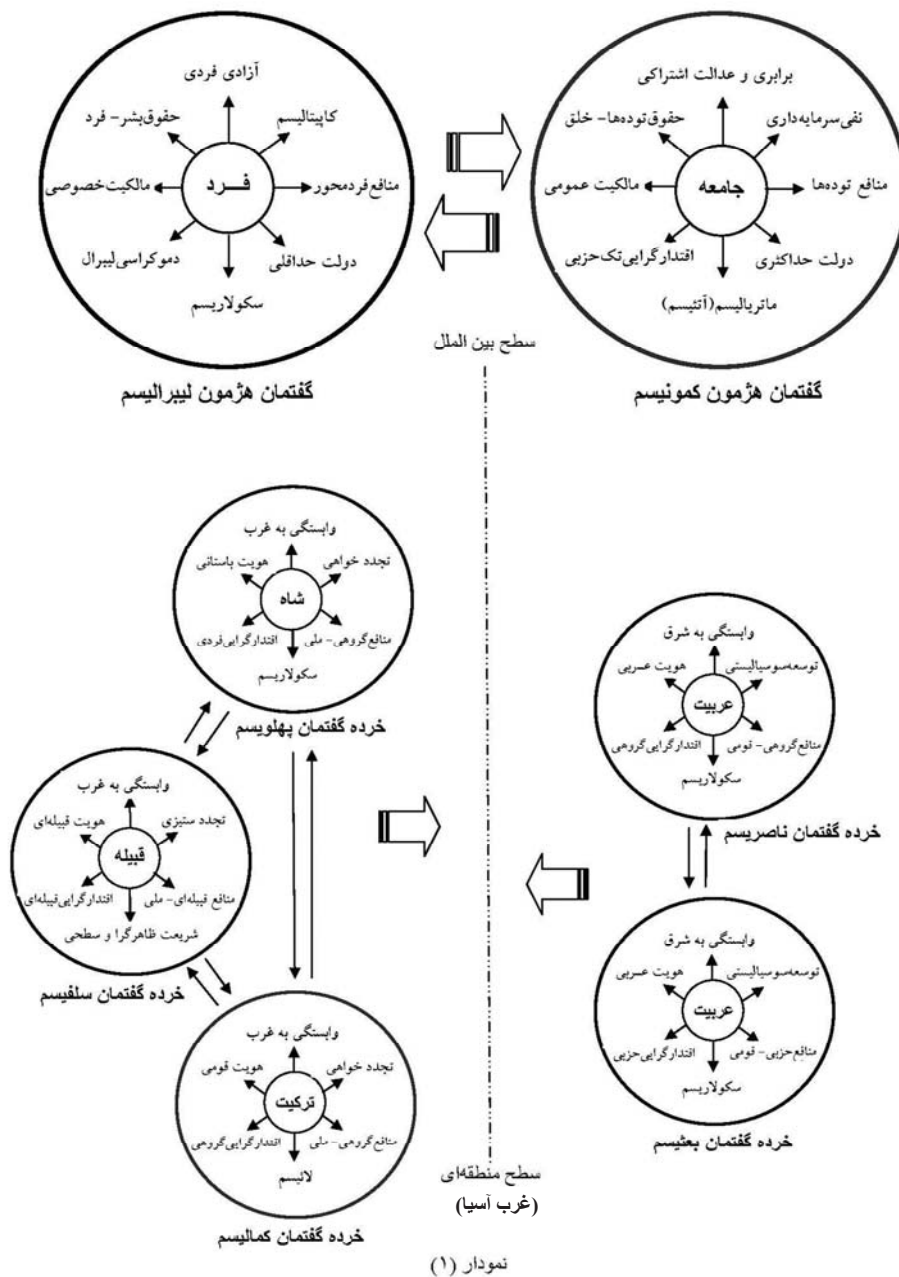 برابری و عدالت اشتراکی
حقوق توده‌ها - خلق
نفی سرمایه‌داری
مالکیت عمومی
جامعه
منافع توده‌ها
اقتدارگرایی تک‌حزبی
دولت حداکثری
ماتریالیسم (آتئیسم)
گفتمان هژمون کمونیسم
آزادی فردی
حقوق بشر - فرد
کاپیتالیسم
مالکیت خصوصی
فــرد
منافع فردمحور
دموکراسی لیبرال
دولت حداقلی
سکولاریسم
گفتمان هژمون لیبرالیسم
سطح بین الملل
وابستگی به غرب
هویت باستانی
تجدد خواهی
شاه
اقتدارگرایی فردی
منافع گروهی - ملی
سکولاریسم
خرده گفتمان پهلویسم
وابستگی به شرق
هویت عـربی
توسعه سوسیالیستی
عربیت
اقتدارگرایی گروهی
منافع گروهی - قومی
سکولاریسم
خرده گفتمان ناصریسم
وابستگی به غرب
هویت قبیله‌ای
تجدد ستیزی
قبیله
اقتدارگرایی قبیله‌ای
منافع قبیله‌ای - ملی
شریعت ظاهرگرا و سطحی
خرده گفتمان سلفیسم
وابستگی به شرق
هویت عـربی
توسعه سوسیالیستی
عربیت
اقتدارگرایی حزبی
منافع حزبی - قومی
سکولاریسم
خرده گفتمان بعثیسم
وابستگی به غرب
هویت قومی
تجدد خواهی
ترکیت
اقتدارگرایی گروهی
منافع گروهی - ملی
لائیسم
خرده گفتمان کمالیسم
سطح منطقه‌ای
(غرب آسیا)
نمودار (۱)